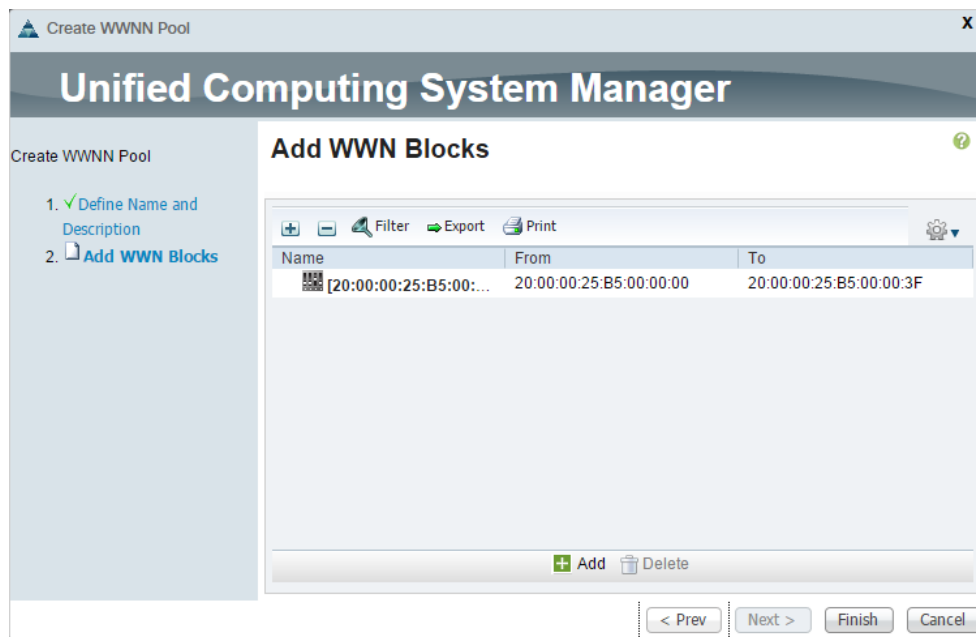 Create WWNN Pool
X
Unified Computing System Manager
Create WWNN Pool
1. Define Name and
Description
2. Add WWN Blocks
Add WWN Blocks
?
Filter Export Print
Name From To
[20:00:00:25:B5:00:... 20:00:00:25:B5:00:00:00 20:00:00:25:B5:00:00:3F
Add Delete
< Prev Next > Finish Cancel